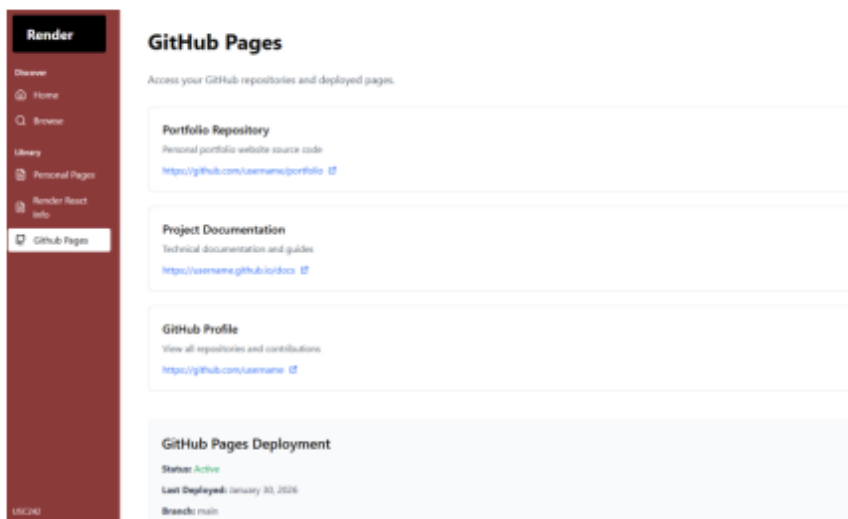 Render
Discover
Home
Browse
Library
Personal Pages
Render React
Info
Github Pages
USC242
GitHub Pages
Access your GitHub repositories and deployed pages.
Portfolio Repository
Personal portfolio website source code
https://github.com/username/portfolio
Project Documentation
Technical documentation and guides
https://username.github.io/docs
GitHub Profile
View all repositories and contributions
https://github.com/username
GitHub Pages Deployment
Status: Active
Last Deployed: January 30, 2026
Branch: main